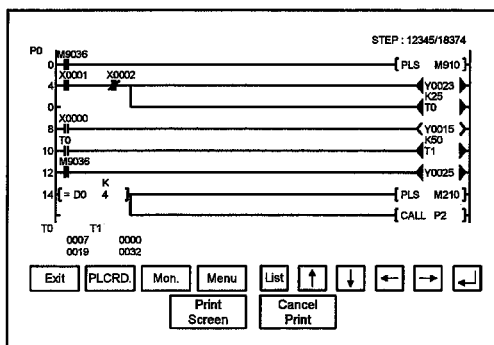 STEP : 12345/18374
P0
M9036
0 PLS M910
X0001 X0002
4 Y0023
K25
0 T0
X0000
8 Y0015
T0 K50
10 T1
M9036
12 Y0025
K
14 = D0 4 PLS M210
CALL P2
T0 T1
0007 0000
0019 0032
Exit PLCRD. Mon. Menu List ↑ ↓ ← → ↵
Print Screen Cancel Print